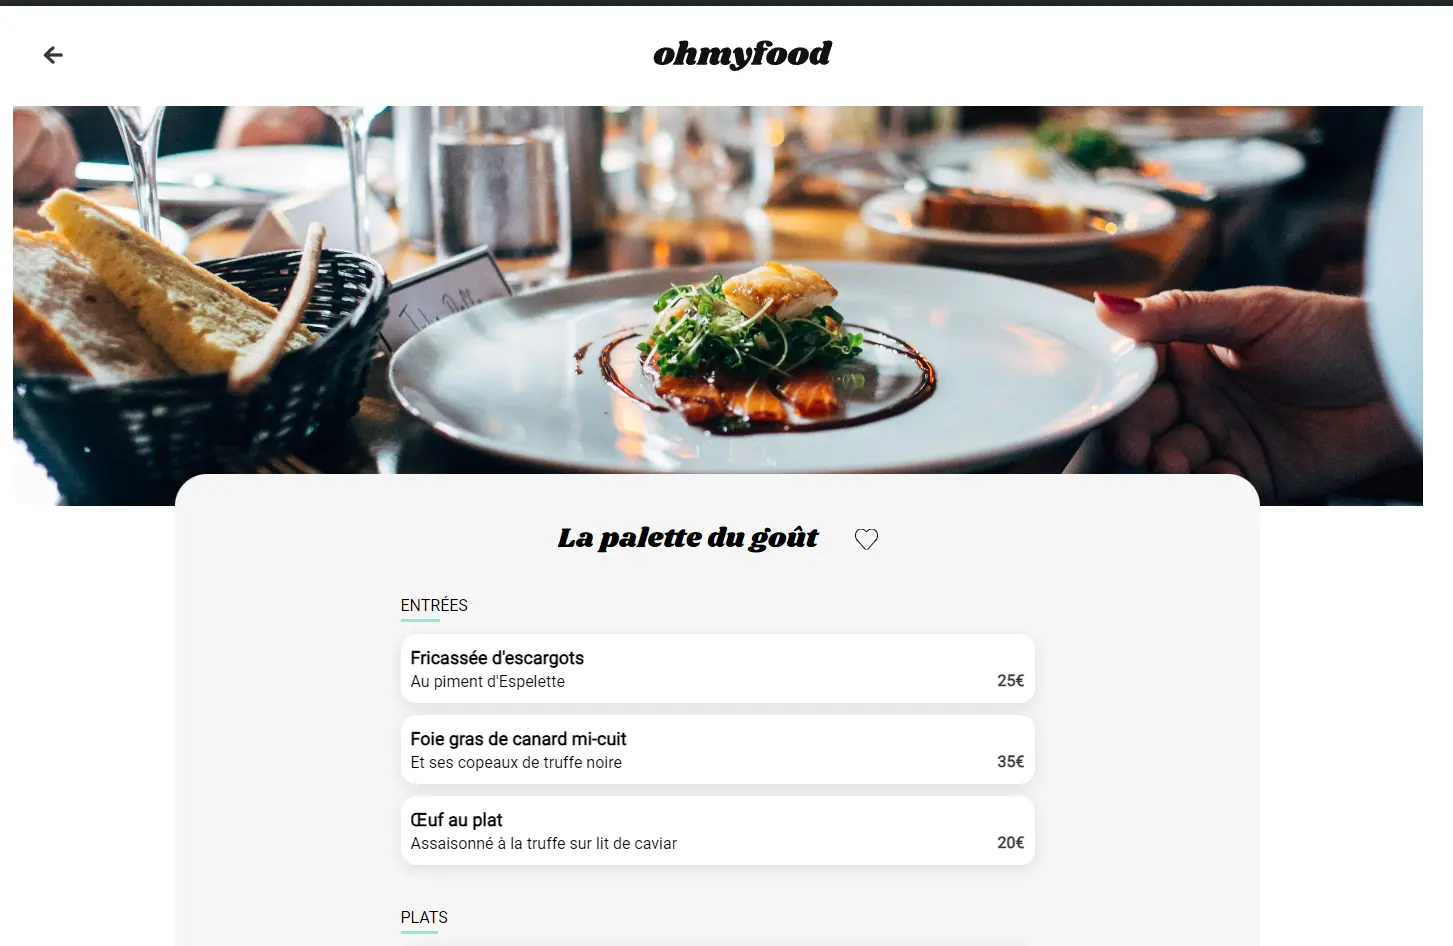 ohmyfood
La palette du goût
ENTRÉES
Fricassée d'escargots
Au piment d'Espelette
25€
Foie gras de canard mi-cuit
Et ses copeaux de truffe noire
35€
Œuf au plat
Assaisonné à la truffe sur lit de caviar
20€
PLATS